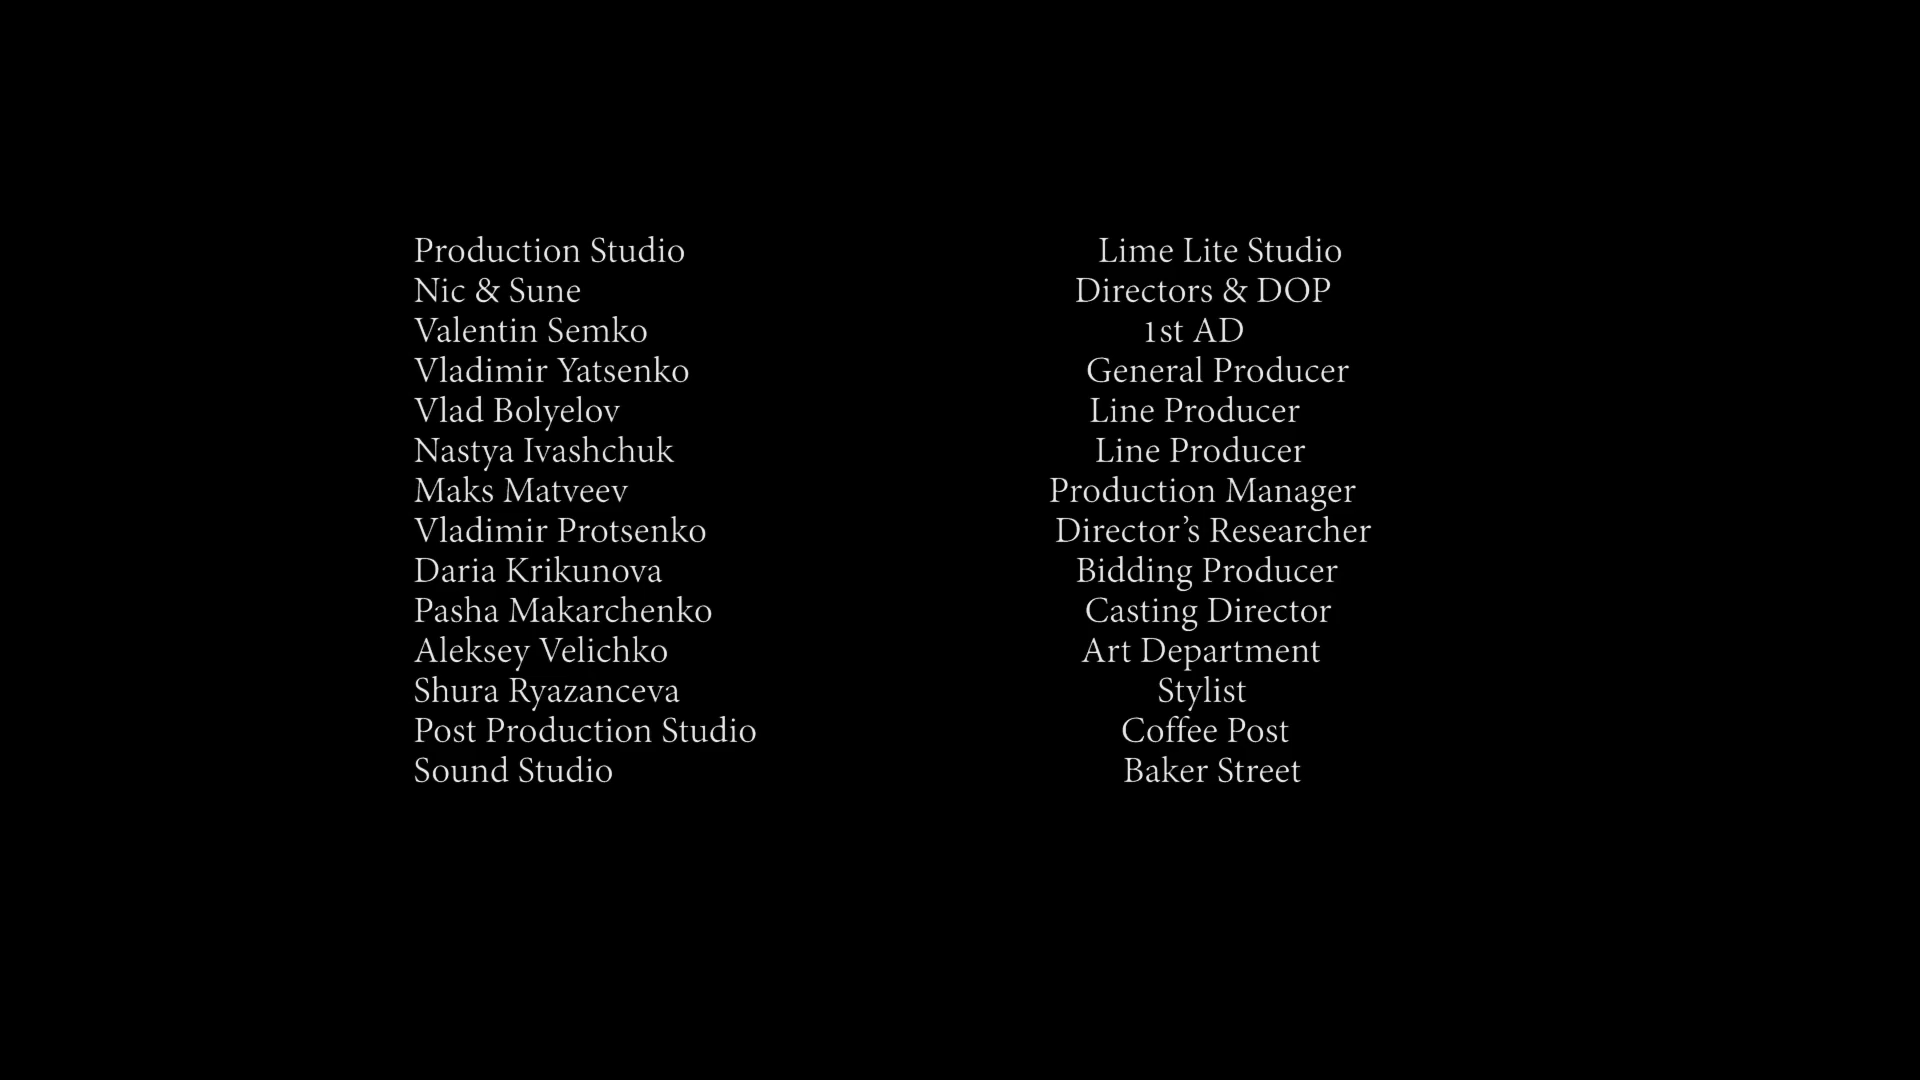 Production Studio Lime Lite Studio
Nic & Sune Directors & DOP
Valentin Semko 1st AD
Vladimir Yatsenko General Producer
Vlad Bolyelov Line Producer
Nastya Ivashchuk Line Producer
Maks Matveev Production Manager
Vladimir Protsenko Director’s Researcher
Daria Krikunova Bidding Producer
Pasha Makarchenko Casting Director
Aleksey Velichko Art Department
Shura Ryazanceva Stylist
Post Production Studio Coffee Post
Sound Studio Baker Street